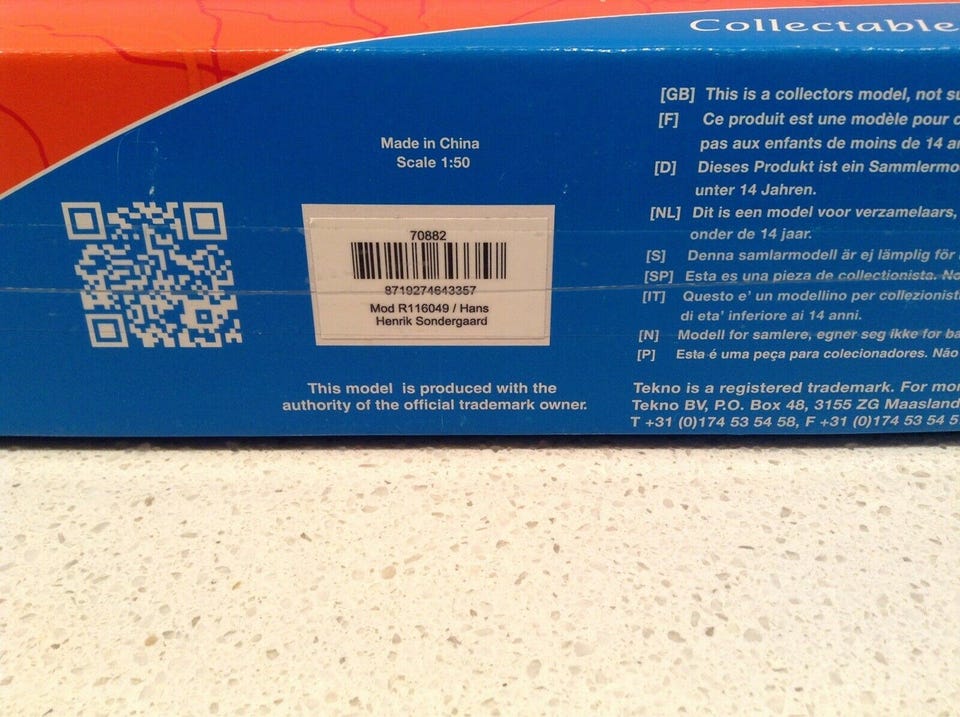 Collectable
Made in China
Scale 1:50
70882
8719274643357
Mod R116049 / Hans
Henrik Sondergaard
This model is produced with the
authority of the official trademark owner.
[GB] This is a collectors model, not
[F] Ce produit est une modèle pour
pas aux enfants de moins de 14
[D] Dieses Produkt ist ein
unter 14 Jahren.
[NL] Dit is een model voor verzamelaars,
onder de 14 jaar.
[S] Denna samlarmodell är ej lämplig för
[SP] Esta es una pieza de collectionista. No
[IT] Questo e' un modellino per
di eta' inferiore ai 14 anni.
[N] Modell for samlere, egner seg ikke for
[P] Esta é uma peça para colecionadores. Não
Tekno is a registered trademark. For
Tekno BV, P.O. Box 48, 3155 ZG Maasland
T +31 (0)174 53 54 58, F +31 (0)174 53 54